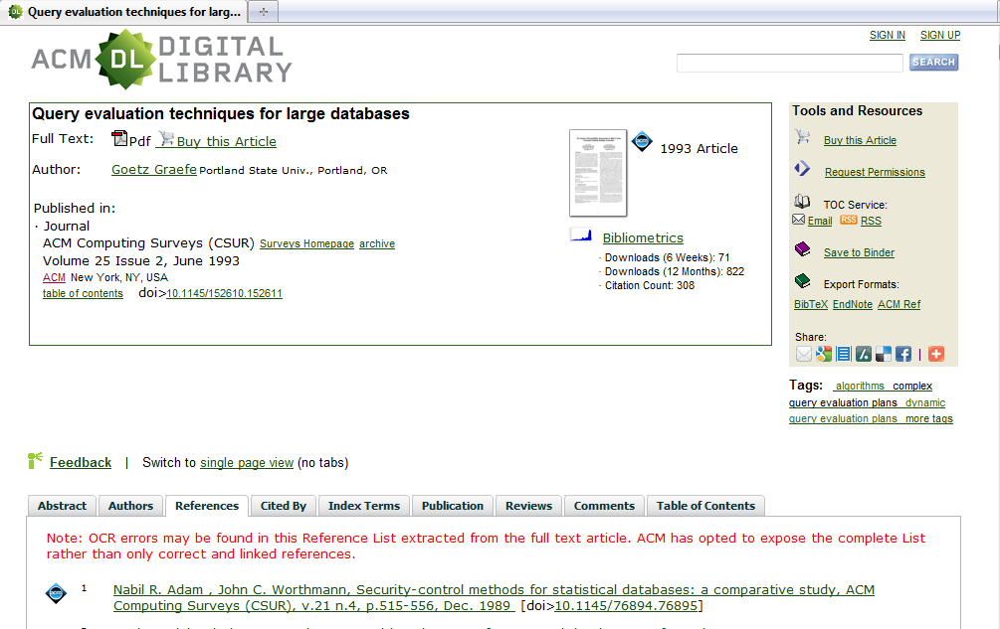 Query evaluation techniques for larg...
ACM DL DIGITAL LIBRARY
SIGN IN SIGN UP
SEARCH
Query evaluation techniques for large databases
Full Text: Pdf Buy this Article
Author: Goetz Graefe Portland State Univ., Portland, OR
1993 Article
Published in:
· Journal
ACM Computing Surveys (CSUR) Surveys Homepage archive
Volume 25 Issue 2, June 1993
ACM New York, NY, USA
table of contents doi>10.1145/152610.152611
Bibliometrics
· Downloads (6 Weeks): 71
· Downloads (12 Months): 822
· Citation Count: 308
Tools and Resources
Buy this Article
Request Permissions
TOC Service:
Email RSS RSS
Save to Binder
Export Formats:
BibTeX EndNote ACM Ref
Share:
Tags: algorithms complex
query evaluation plans dynamic
query evaluation plans more tags
Feedback | Switch to single page view (no tabs)
Abstract Authors References Cited By Index Terms Publication Reviews Comments Table of Contents
Note: OCR errors may be found in this Reference List extracted from the full text article. ACM has opted to expose the complete List
rather than only correct and linked references.
1 Nabil R. Adam , John C. Worthmann, Security-control methods for statistical databases: a comparative study, ACM
Computing Surveys (CSUR), v.21 n.4, p.515-556, Dec. 1989 [doi>10.1145/76894.76895]